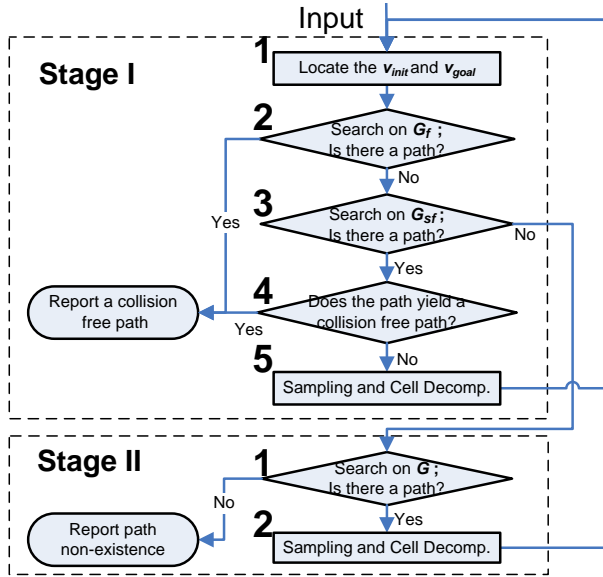 Input
Stage I
1
Locate the v_init and v_goal
2
Search on G_f ;
Is there a path?
No
3
Search on G_sf;
Is there a path?
No
Yes
Yes
4
Does the path yield a
collision free path?
Yes
Report a collision
free path
No
5
Sampling and Cell Decomp.
Stage II
1
Search on G ;
Is there a path?
No
Yes
Report path
non-existence
2
Sampling and Cell Decomp.